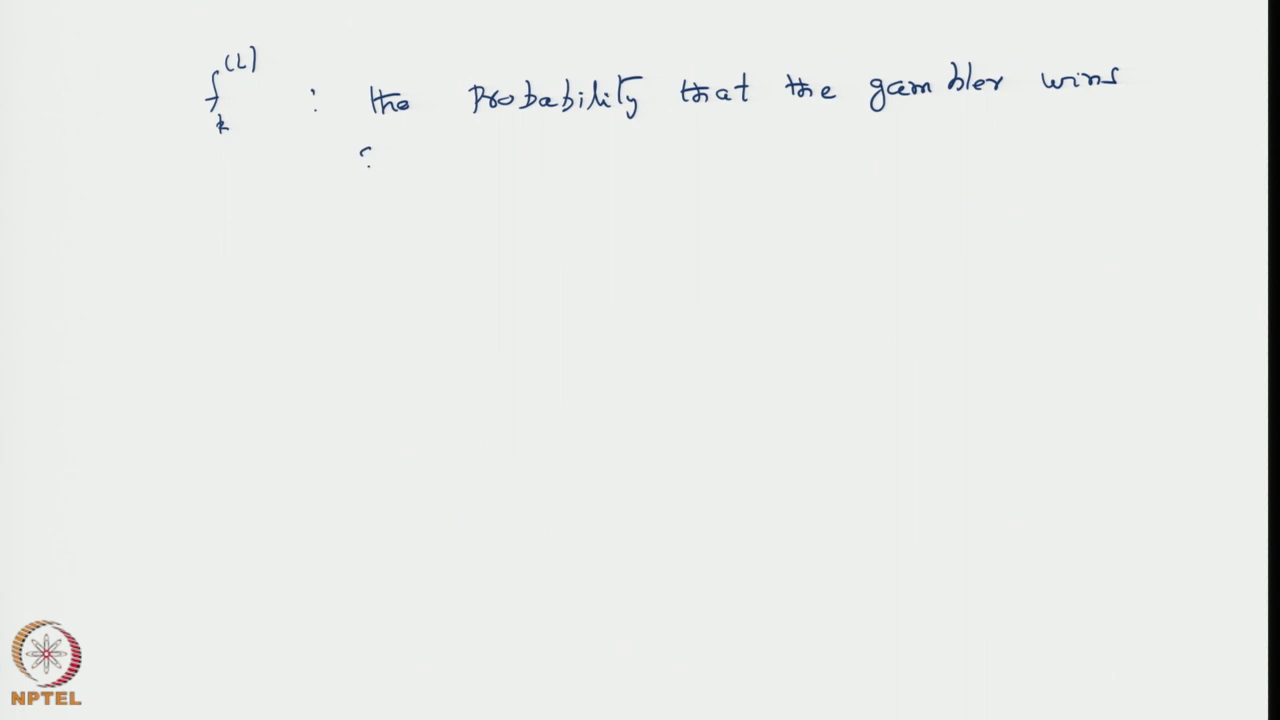 f_k^(L) : the Probability that the gambler wins
NPTEL